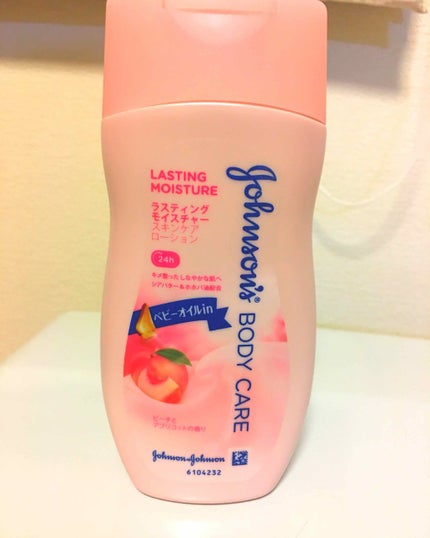 LASTING
MOISTURE
ラスティング
モイスチャー
スキンケア
ローション
24h
キメ整ったしなやかな肌へ
シアバター&ホホバ油配合
ベビーオイルin
Johnson's®
BODY CARE
ピーチと
アプリコットの香り
Johnson&Johnson
6104232